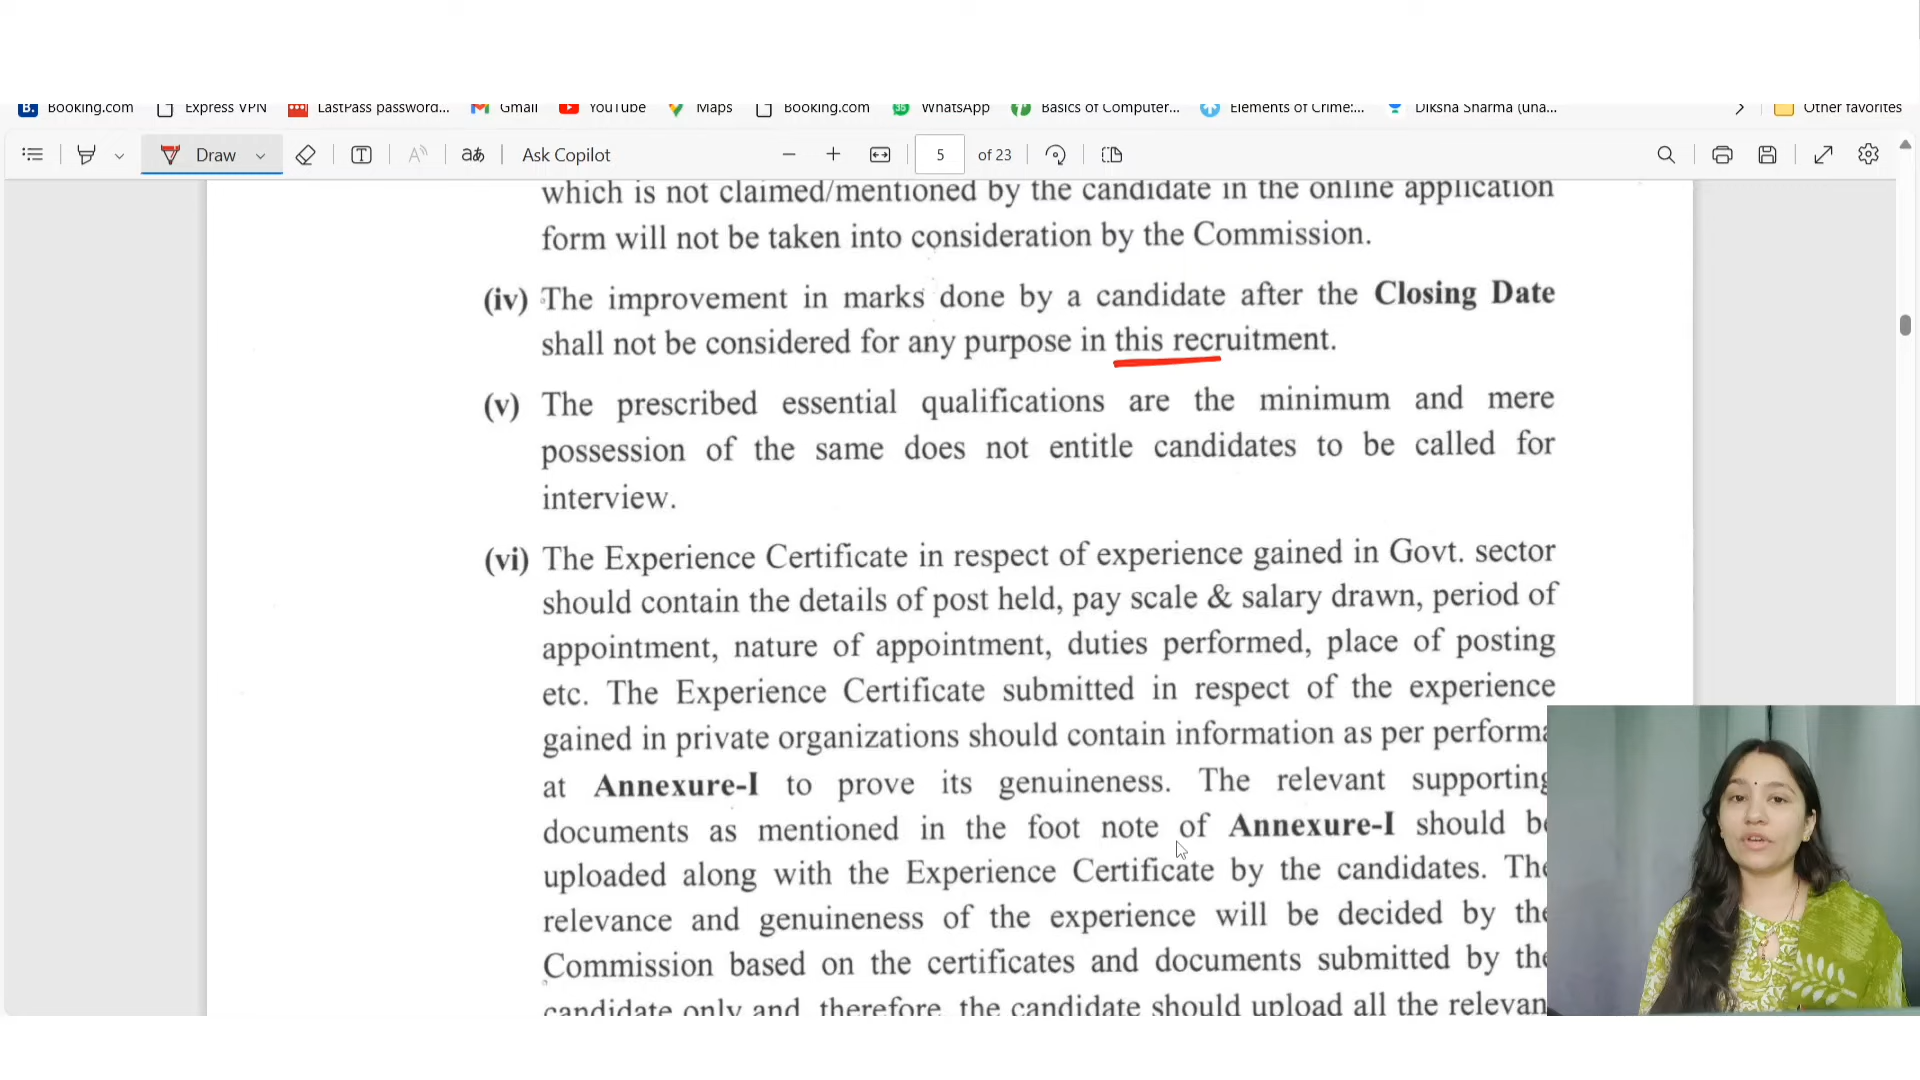 Booking.com Express VPN LastPass password... Gmail YouTube Maps Booking.com WhatsApp Basics of Computer... Elements of Crime:... Diksha Sharma (una... Other favorites
Draw Ask Copilot 5 of 23
which is not claimed/mentioned by the candidate in the online application
form will not be taken into consideration by the Commission.
(iv) The improvement in marks done by a candidate after the Closing Date
shall not be considered for any purpose in this recruitment.
(v) The prescribed essential qualifications are the minimum and mere
possession of the same does not entitle candidates to be called for
interview.
(vi) The Experience Certificate in respect of experience gained in Govt. sector
should contain the details of post held, pay scale & salary drawn, period of
appointment, nature of appointment, duties performed, place of posting
etc. The Experience Certificate submitted in respect of the experience
gained in private organizations should contain information as per performa
at Annexure-I to prove its genuineness. The relevant supporting
documents as mentioned in the foot note of Annexure-I should be
uploaded along with the Experience Certificate by the candidates. The
relevance and genuineness of the experience will be decided by the
Commission based on the certificates and documents submitted by the
candidate only and, therefore, the candidate should upload all the relevan